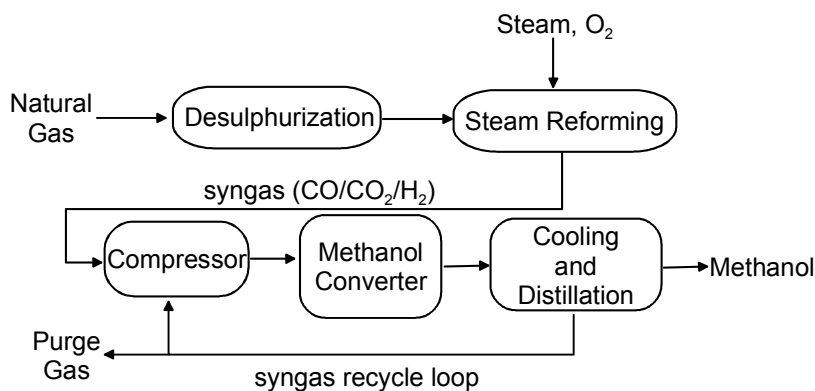 Steam, O₂
Natural
Gas
Desulphurization
Steam Reforming
syngas (CO/CO₂/H₂)
Compressor
Methanol
Converter
Cooling
and
Distillation
Methanol
Purge
Gas
syngas recycle loop